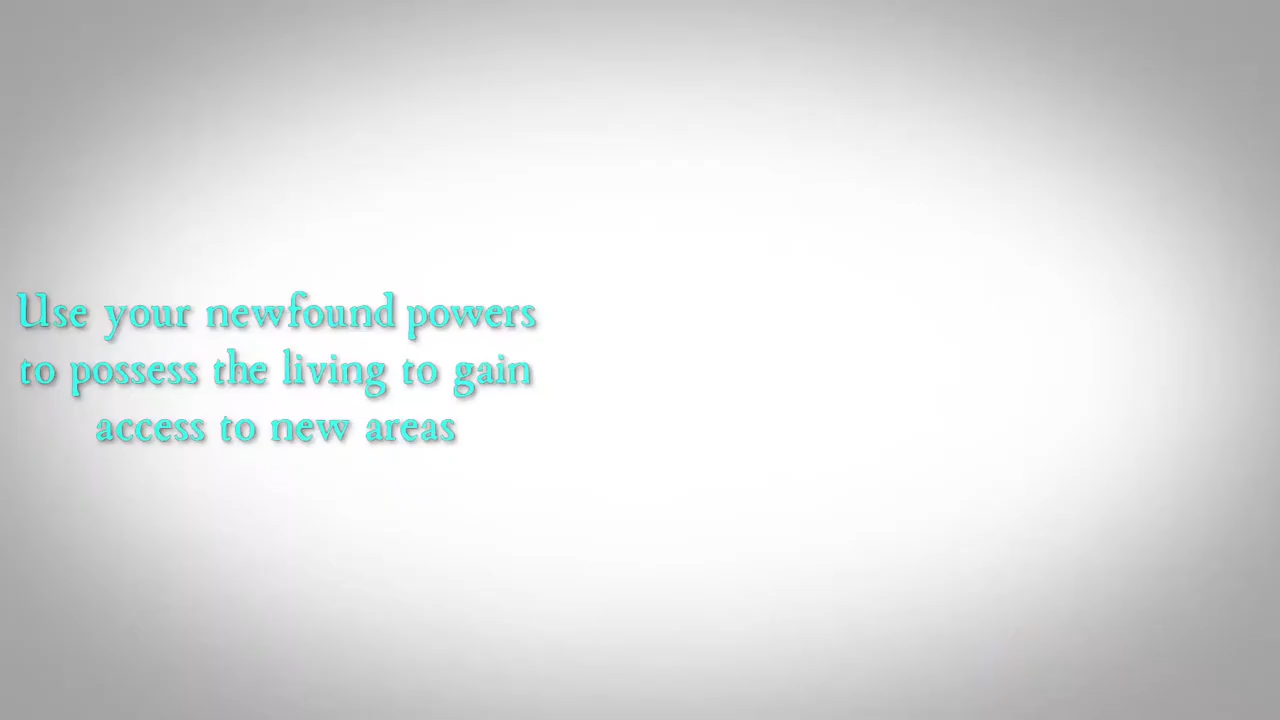 Use your newfound powers
to possess the living to gain
access to new areas